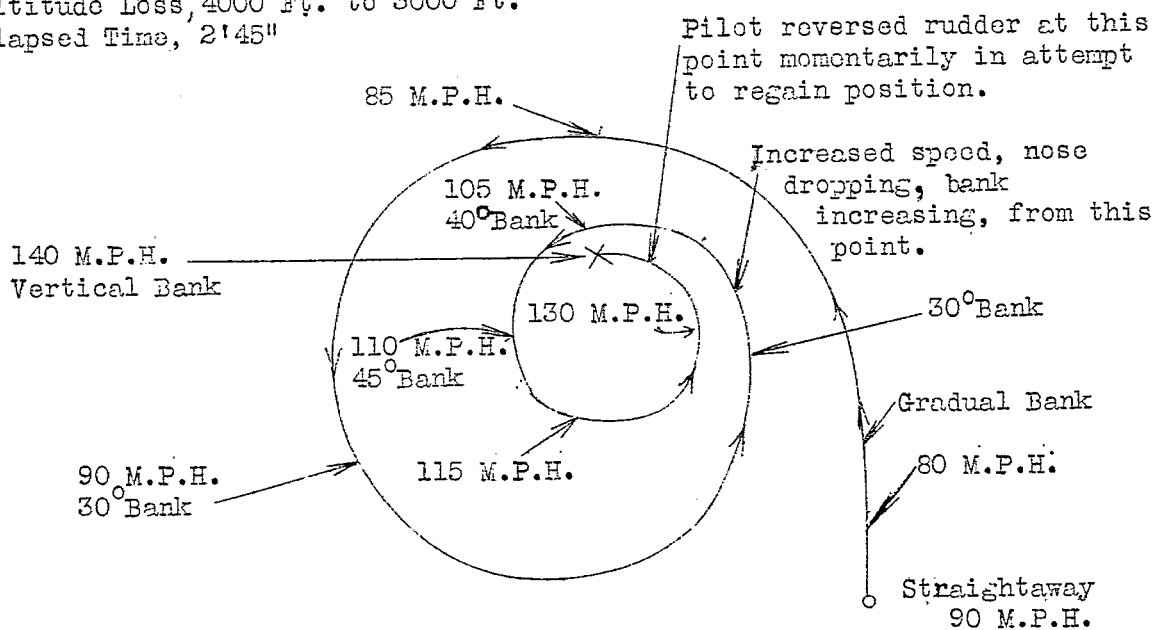 titude Loss, 4000 Ft. to 3000 Ft.
lapsed Time, 2'45"
Pilot reversed rudder at this
point momentarily in attempt
to regain position.
85 M.P.H.
Increased speed, nose
dropping, bank
increasing, from this
point.
105 M.P.H.
40° Bank
140 M.P.H.
Vertical Bank
130 M.P.H.
30° Bank
110 M.P.H.
45° Bank
Gradual Bank
115 M.P.H.
80 M.P.H.
90 M.P.H.
30° Bank
Straightaway
90 M.P.H.